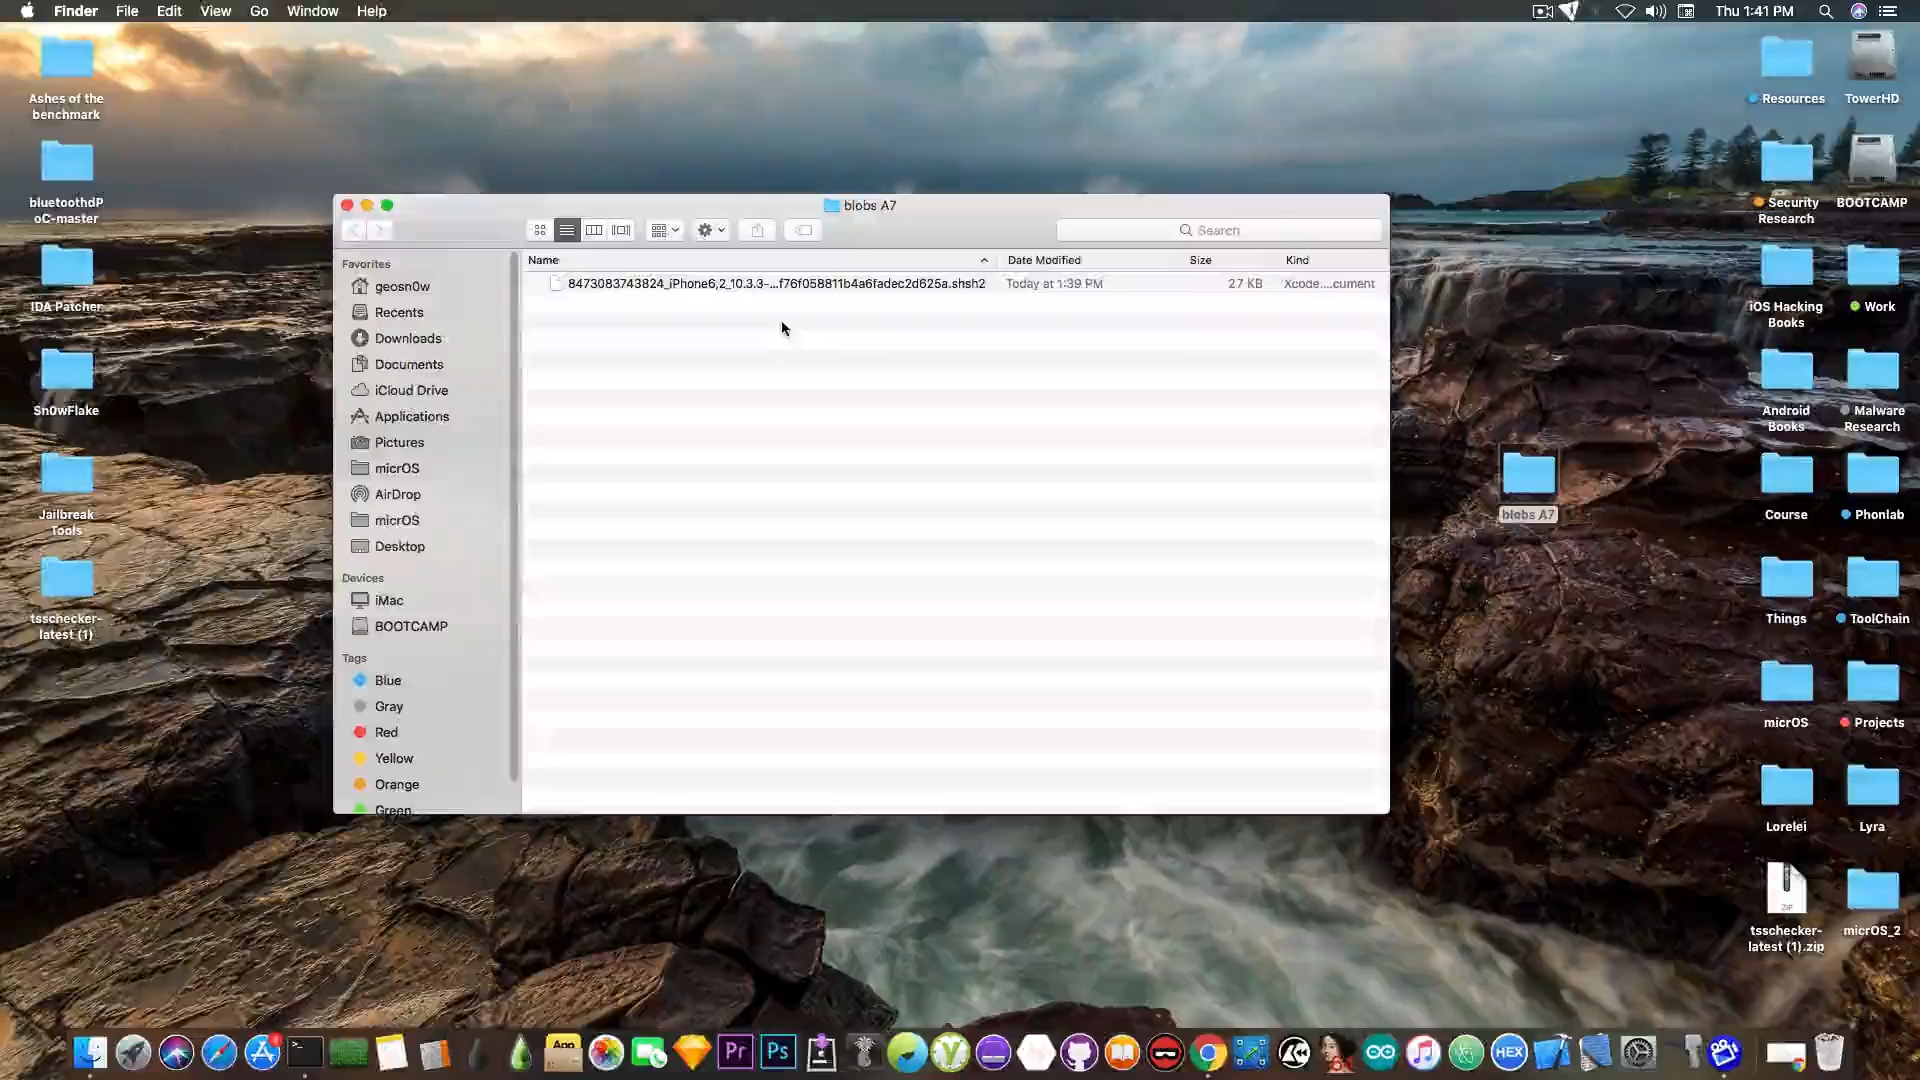 Finder File Edit View Go Window Help
Thu 1:41 PM
Ashes of the
benchmark
bluetoothdP
oC-master
IDA Patcher
Sn0wFlake
Jailbreak
Tools
tsschecker-
latest (1)
blobs A7
Search
Favorites
geosn0w
Recents
Downloads
Documents
iCloud Drive
Applications
Pictures
micrOS
AirDrop
micrOS
Desktop
Devices
iMac
BOOTCAMP
Tags
Blue
Gray
Red
Yellow
Orange
Green
Name Date Modified Size Kind
8473083743824_iPhone6,2_10.3.3-...f76f058811b4a6fadec2d625a.shsh2 Today at 1:39 PM 27 KB Xcode....cument
blobs A7
Resources
TowerHD
Security
Research
BOOTCAMP
iOS Hacking
Books
Work
Android
Books
Malware
Research
Course
Phonlab
Things
ToolChain
micrOS
Projects
Lorelei
Lyra
ZIP
tsschecker-
latest (1).zip
micrOS_2
App
Pr
Ps
HEX